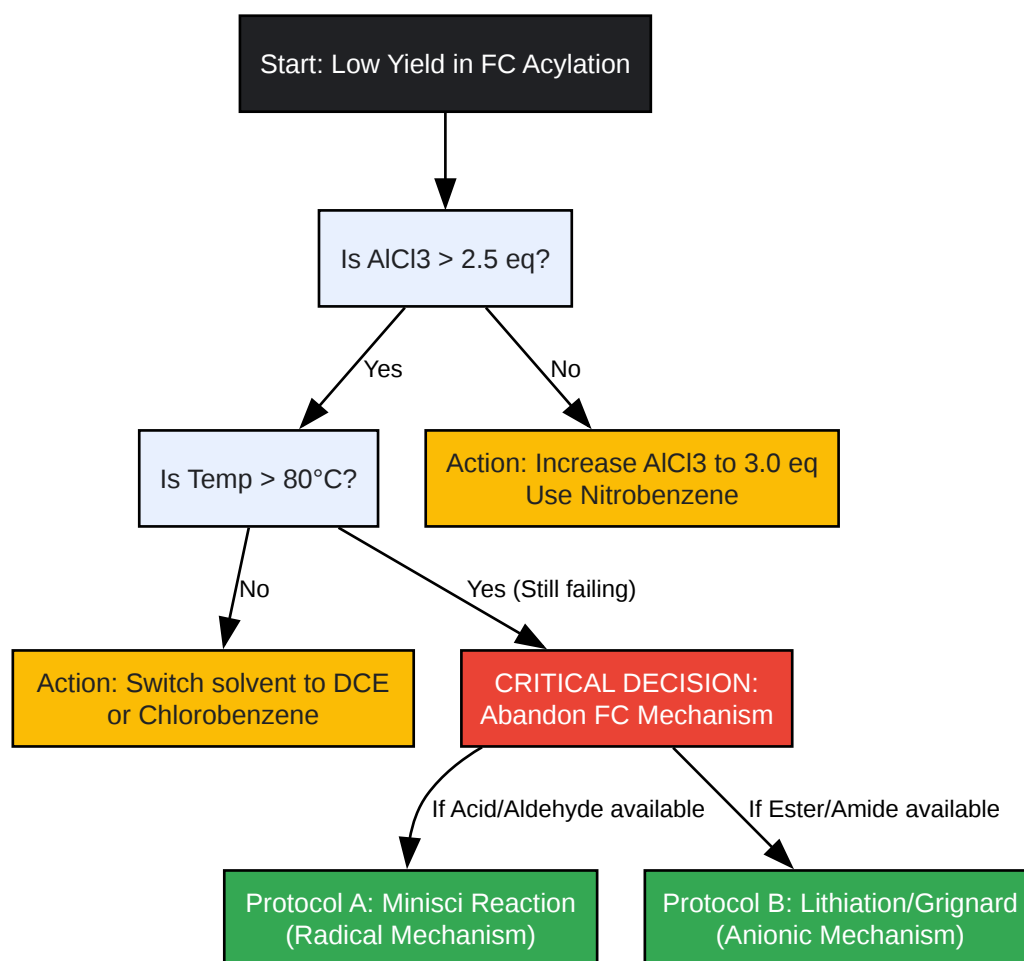 Start: Low Yield in FC Acylation
Is AlCl3 > 2.5 eq?
Yes
No
Is Temp > 80°C?
Action: Increase AlCl3 to 3.0 eq
Use Nitrobenzene
No
Yes (Still failing)
Action: Switch solvent to DCE
or Chlorobenzene
CRITICAL DECISION:
Abandon FC Mechanism
If Acid/Aldehyde available
If Ester/Amide available
Protocol A: Minisci Reaction
(Radical Mechanism)
Protocol B: Lithiation/Grignard
(Anionic Mechanism)